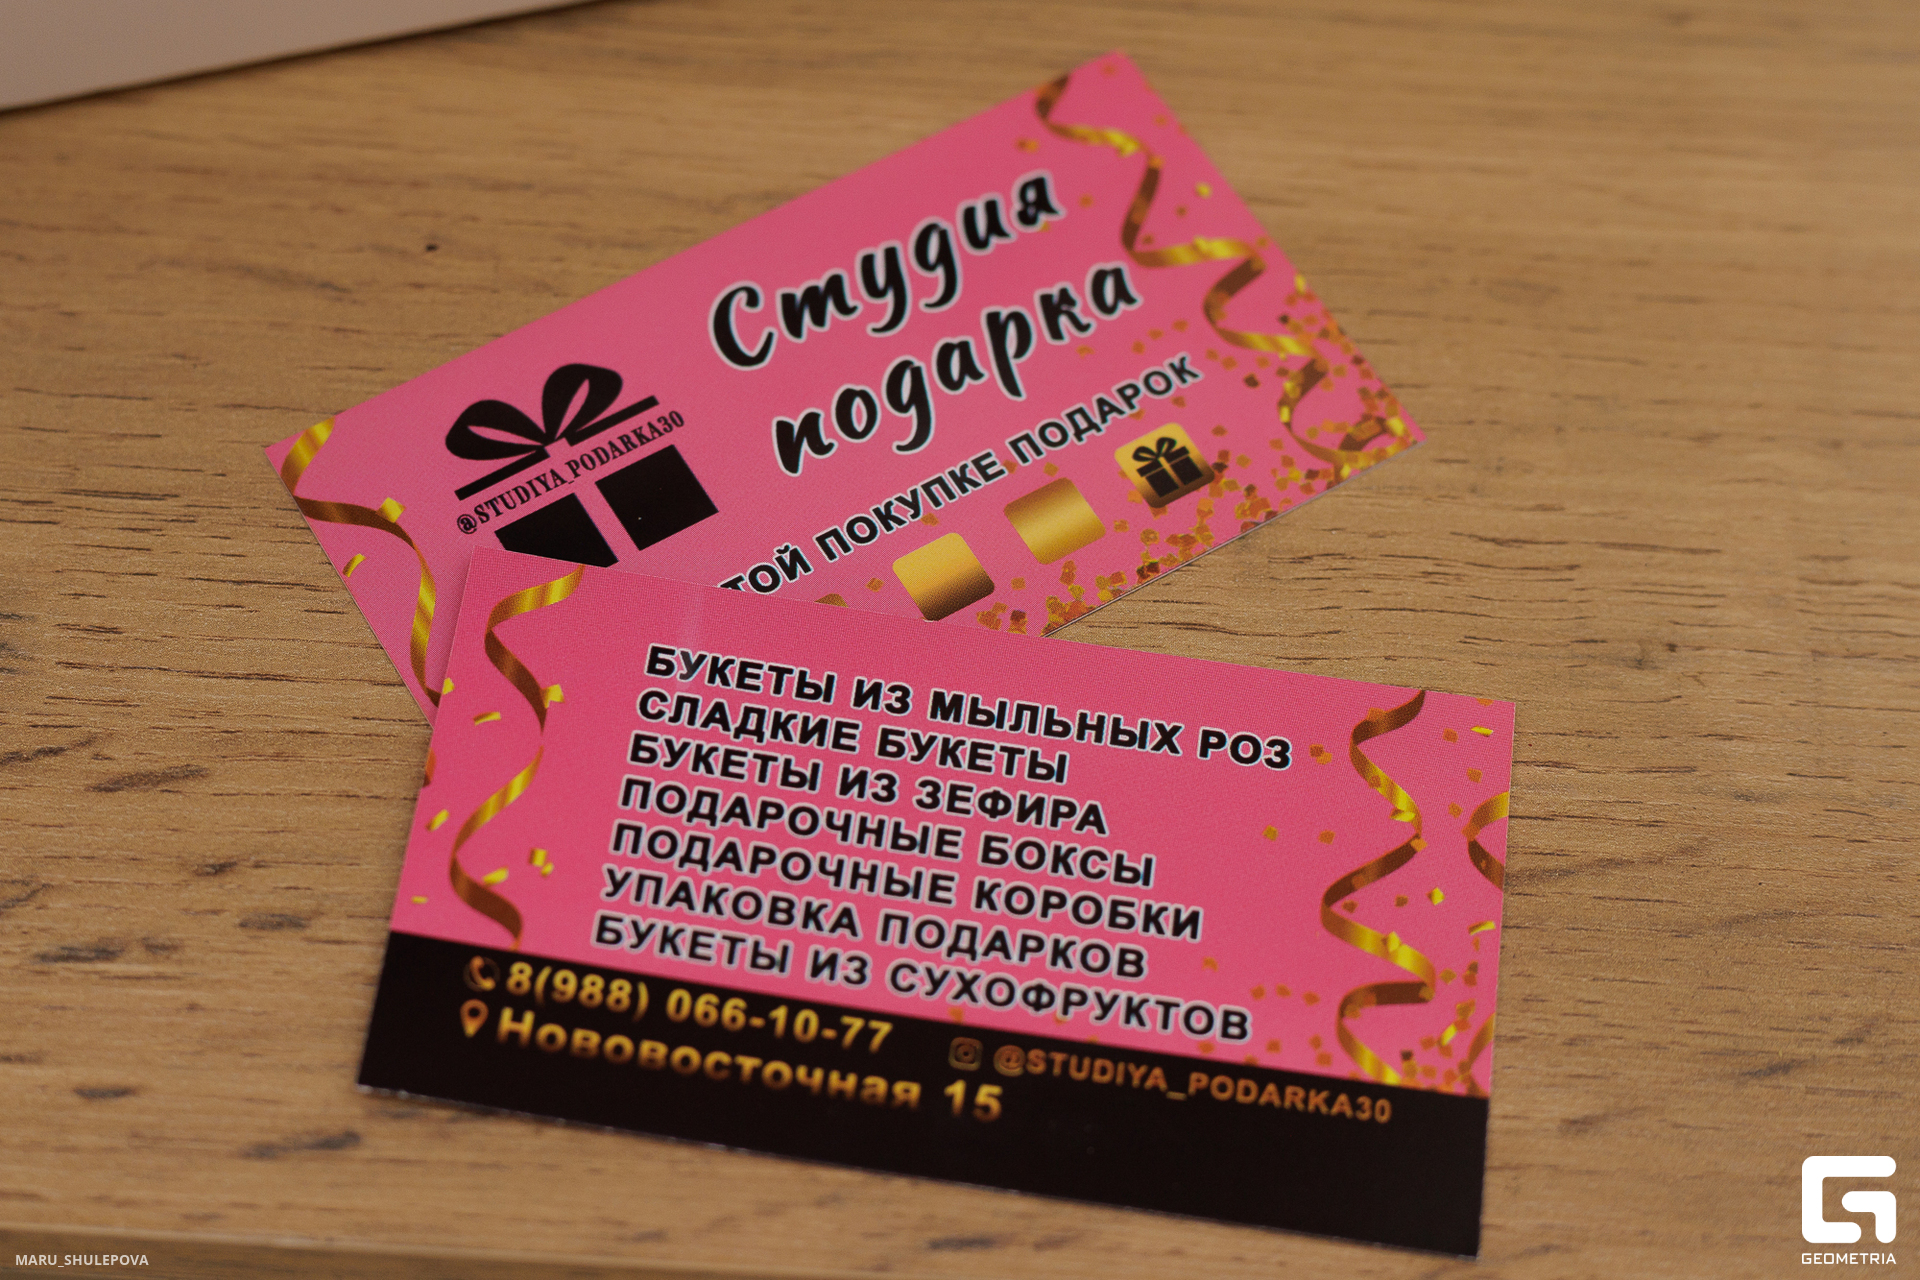 Студия
подарка
@STUDIYA_PODARKA30
ПОКУПКЕ ПОДАРОК
БУКЕТЫ ИЗ МЫЛЬНЫХ РОЗ
СЛАДКИЕ БУКЕТЫ
БУКЕТЫ ИЗ ЗЕФИРА
ПОДАРОЧНЫЕ БОКСЫ
ПОДАРОЧНЫЕ КОРОБКИ
УПАКОВКА ПОДАРКОВ
БУКЕТЫ ИЗ СУХОФРУКТОВ
8(988) 066-10-77
Нововосточная 15
@STUDIYA_PODARKA30
MARU_SHULEPOVA
GEOMETRIA